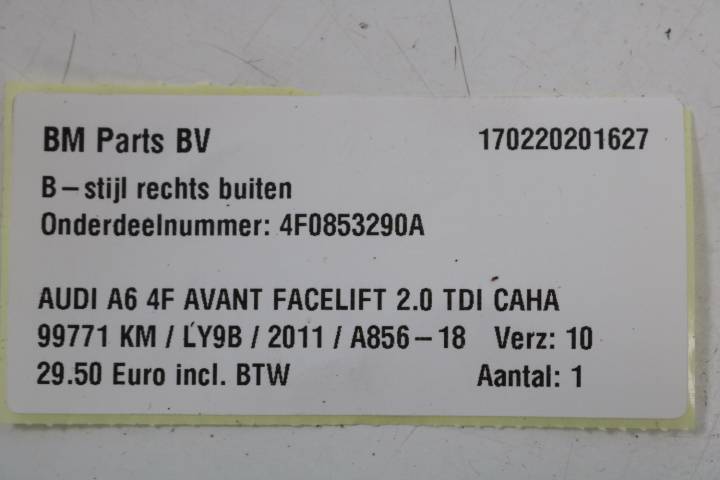 BM Parts BV 170220201627
B-stijl rechts buiten
Onderdeelnummer: 4F0853290A
AUDI A6 4F AVANT FACELIFT 2.0 TDI CAHA
99771 KM / LY9B / 2011 / A856-18 Verz: 10
29.50 Euro incl. BTW Aantal: 1